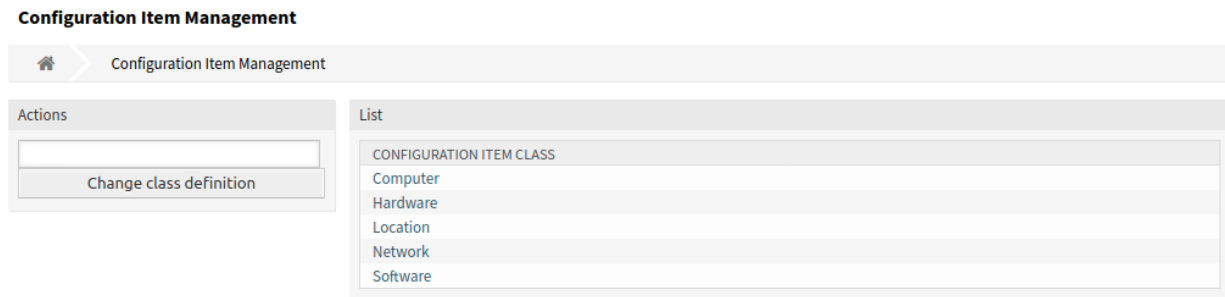 Configuration Item Management
Configuration Item Management
Actions
Change class definition
List
CONFIGURATION ITEM CLASS
Computer
Hardware
Location
Network
Software